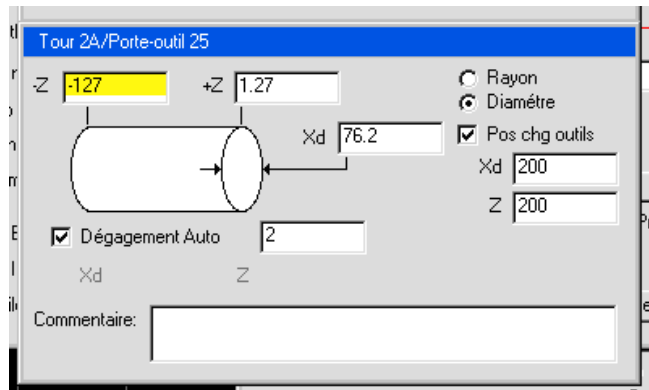 Tour 2A/Porte-outil 25
-Z -127 +Z 1.27
Rayon
Diamétre
Xd 76.2
Pos chg outils
Xd 200
Z 200
Dégagement Auto 2
Xd Z
Commentaire: